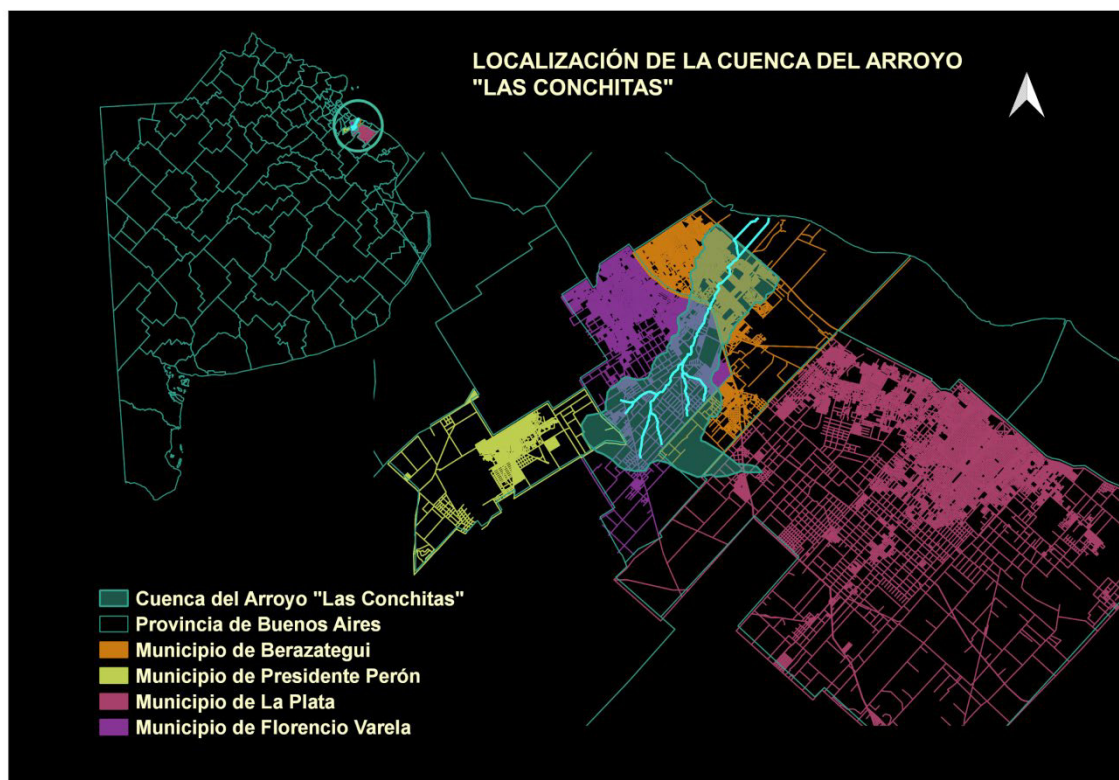 LOCALIZACIÓN DE LA CUENCA DEL ARROYO
"LAS CONCHITAS"
Cuenca del Arroyo "Las Conchitas"
Provincia de Buenos Aires
Municipio de Berazategui
Municipio de Presidente Perón
Municipio de La Plata
Municipio de Florencio Varela